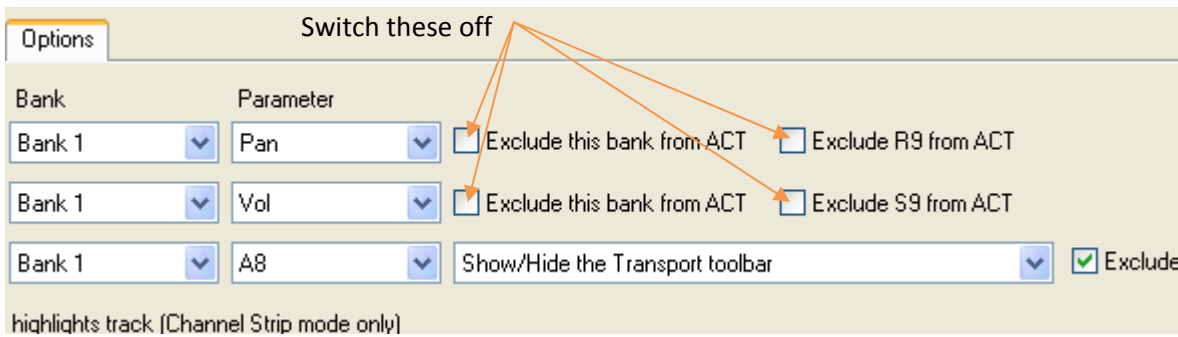 Switch these off
Options
Bank Parameter
Bank 1 Pan Exclude this bank from ACT Exclude R9 from ACT
Bank 1 Vol Exclude this bank from ACT Exclude S9 from ACT
Bank 1 A8 Show/Hide the Transport toolbar Exclude
highlights track (Channel Strip mode only)